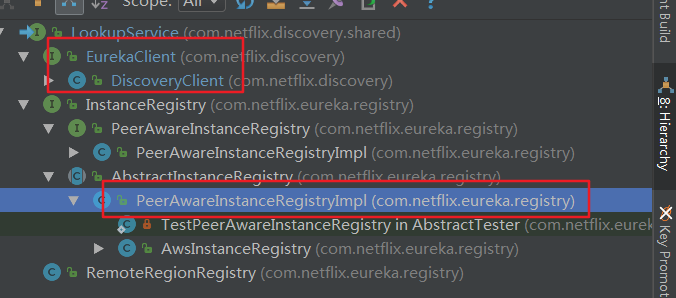 Scope: All
LookupService (com.netflix.discovery.shared)
I EurekaClient (com.netflix.discovery)
C DiscoveryClient (com.netflix.discovery)
I InstanceRegistry (com.netflix.eureka.registry)
I PeerAwareInstanceRegistry (com.netflix.eureka.registry)
C PeerAwareInstanceRegistryImpl (com.netflix.eureka.registry)
C AbstractInstanceRegistry (com.netflix.eureka.registry)
C PeerAwareInstanceRegistryImpl (com.netflix.eureka.registry)
TestPeerAwareInstanceRegistry in AbstractTester (com.netflix.eurek
C AwsInstanceRegistry (com.netflix.eureka.registry)
C RemoteRegionRegistry (com.netflix.eureka.registry)
nt Build
8: Hierarchy
Key Promot